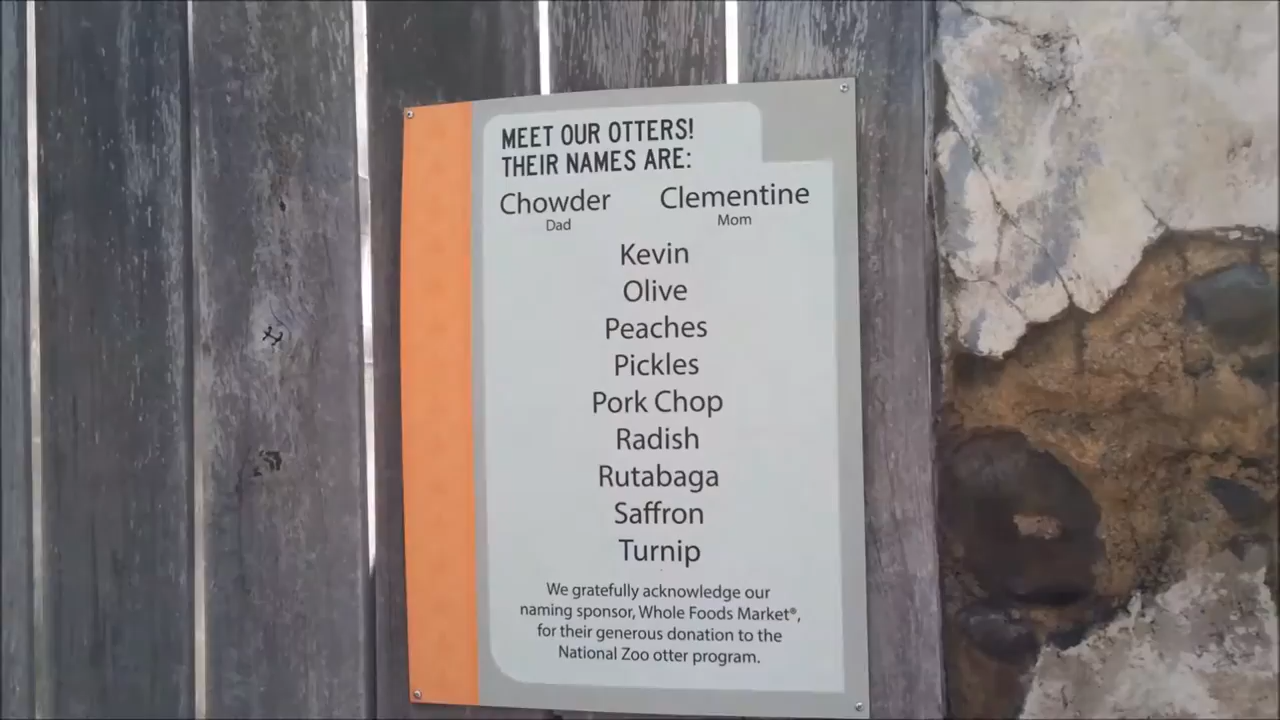 MEET OUR OTTERS!
THEIR NAMES ARE:
Chowder Clementine
Dad Mom
Kevin
Olive
Peaches
Pickles
Pork Chop
Radish
Rutabaga
Saffron
Turnip
We gratefully acknowledge our
naming sponsor, Whole Foods Market®,
for their generous donation to the
National Zoo otter program.